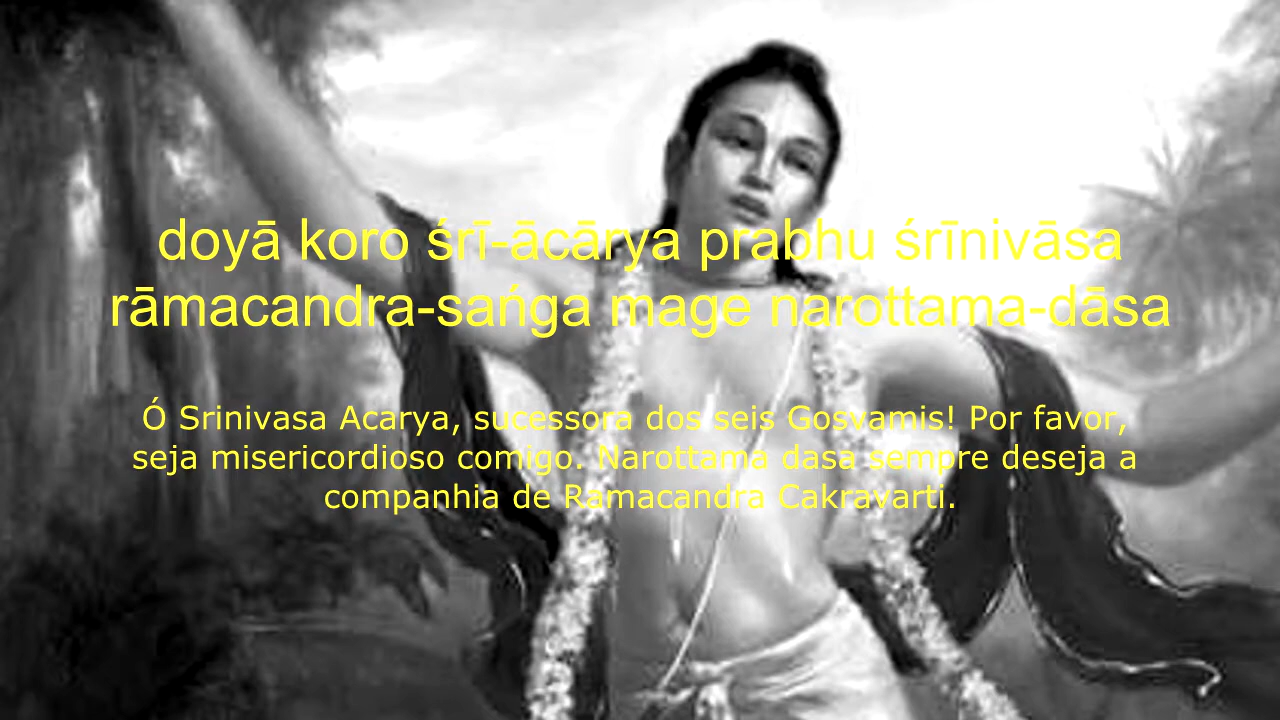 doyā koro śrī-ācārya prabhu śrīnivāsa
rāmacandra-sańga mage narottama-dāsa
Ó Srinivasa Acarya, sucessora dos seis Gosvamis! Por favor,
seja misericordioso comigo. Narottama dasa sempre deseja a
companhia de Ramacandra Cakravarti.